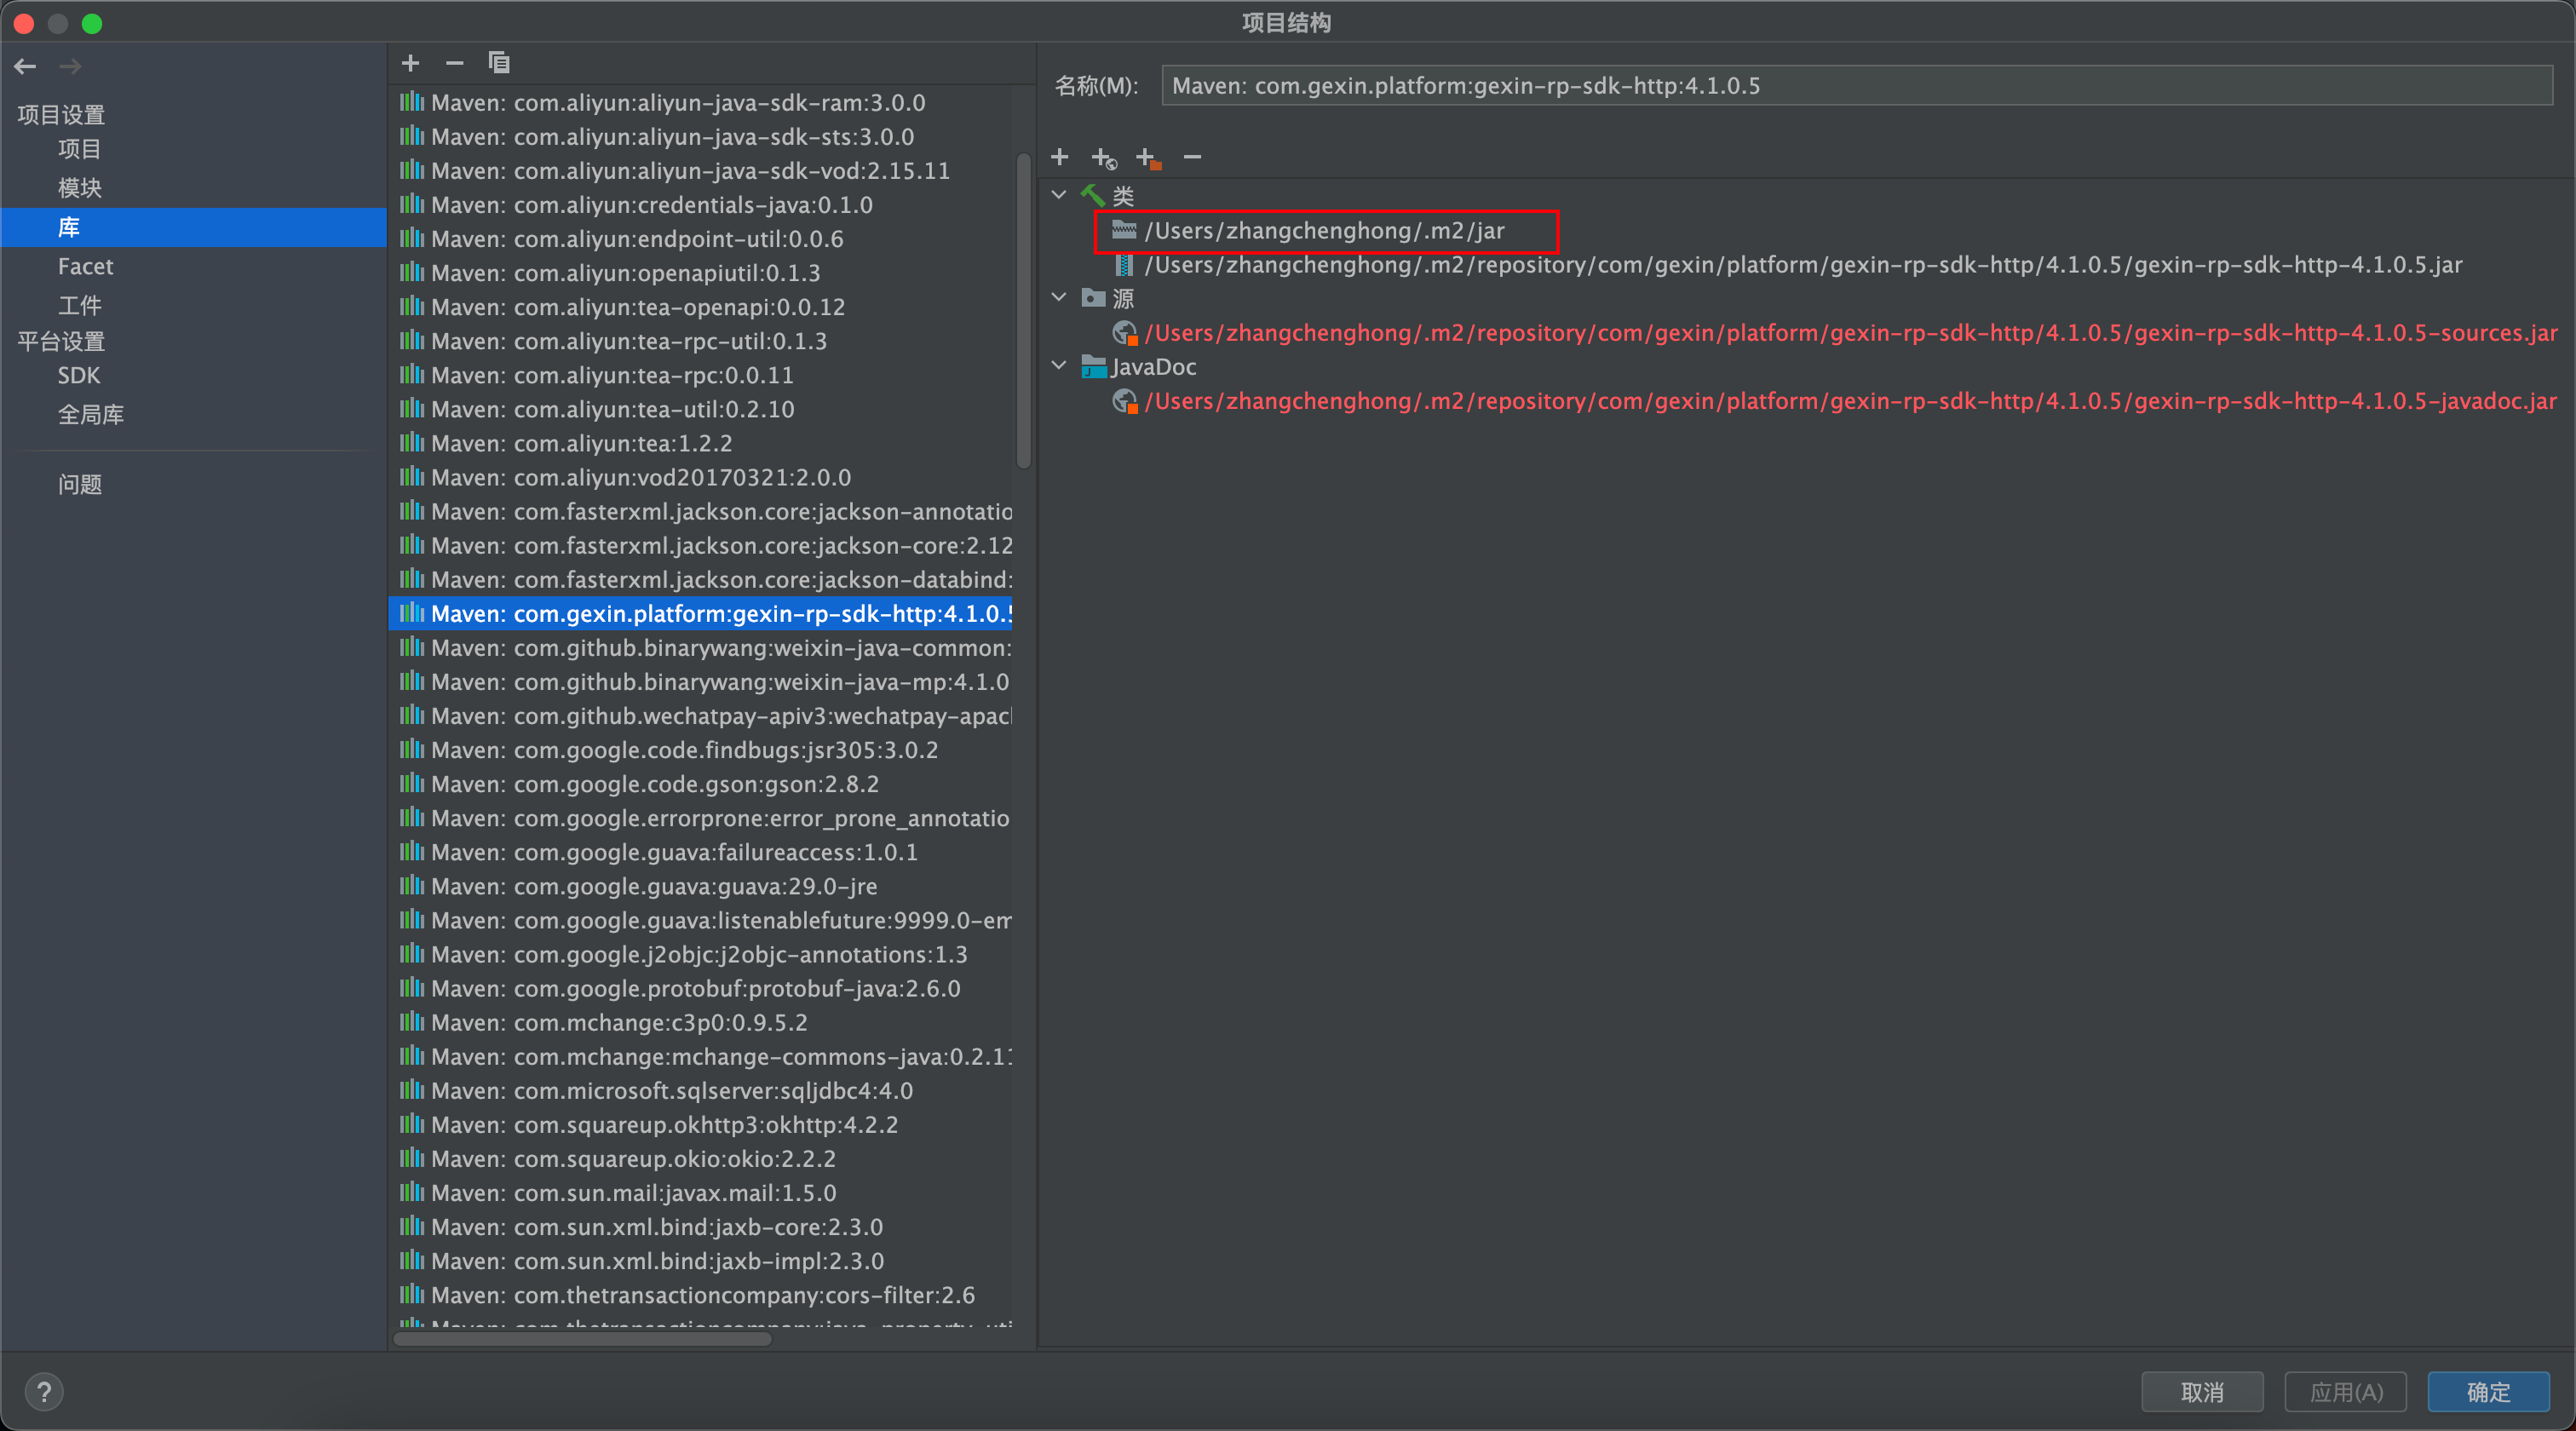 项目结构
项目设置
项目
模块
库
Facet
工件
平台设置
SDK
全局库
问题
Maven: com.aliyun:aliyun-java-sdk-ram:3.0.0
Maven: com.aliyun:aliyun-java-sdk-sts:3.0.0
Maven: com.aliyun:aliyun-java-sdk-vod:2.15.11
Maven: com.aliyun:credentials-java:0.1.0
Maven: com.aliyun:endpoint-util:0.0.6
Maven: com.aliyun:openapiutil:0.1.3
Maven: com.aliyun:tea-openapi:0.0.12
Maven: com.aliyun:tea-rpc-util:0.1.3
Maven: com.aliyun:tea-rpc:0.0.11
Maven: com.aliyun:tea-util:0.2.10
Maven: com.aliyun:tea:1.2.2
Maven: com.aliyun:vod20170321:2.0.0
Maven: com.fasterxml.jackson.core:jackson-annotatio
Maven: com.fasterxml.jackson.core:jackson-core:2.12
Maven: com.fasterxml.jackson.core:jackson-databind:
Maven: com.gexin.platform:gexin-rp-sdk-http:4.1.0.5
Maven: com.github.binarywang:weixin-java-common:
Maven: com.github.binarywang:weixin-java-mp:4.1.0
Maven: com.github.wechatpay-apiv3:wechatpay-apac
Maven: com.google.code.findbugs:jsr305:3.0.2
Maven: com.google.code.gson:gson:2.8.2
Maven: com.google.errorprone:error_prone_annotatio
Maven: com.google.guava:failureaccess:1.0.1
Maven: com.google.guava:guava:29.0-jre
Maven: com.google.guava:listenablefuture:9999.0-em
Maven: com.google.j2objc:j2objc-annotations:1.3
Maven: com.google.protobuf:protobuf-java:2.6.0
Maven: com.mchange:c3p0:0.9.5.2
Maven: com.mchange:mchange-commons-java:0.2.11
Maven: com.microsoft.sqlserver:sqljdbc4:4.0
Maven: com.squareup.okhttp3:okhttp:4.2.2
Maven: com.squareup.okio:okio:2.2.2
Maven: com.sun.mail:javax.mail:1.5.0
Maven: com.sun.xml.bind:jaxb-core:2.3.0
Maven: com.sun.xml.bind:jaxb-impl:2.3.0
Maven: com.thetransactioncompany:cors-filter:2.6
Maven: com.thetransactioncompany:java-property-uti
名称(M): Maven: com.gexin.platform:gexin-rp-sdk-http:4.1.0.5
类
/Users/zhangchenghong/.m2/jar
/Users/zhangchenghong/.m2/repository/com/gexin/platform/gexin-rp-sdk-http/4.1.0.5/gexin-rp-sdk-http-4.1.0.5.jar
源
/Users/zhangchenghong/.m2/repository/com/gexin/platform/gexin-rp-sdk-http/4.1.0.5/gexin-rp-sdk-http-4.1.0.5-sources.jar
JavaDoc
/Users/zhangchenghong/.m2/repository/com/gexin/platform/gexin-rp-sdk-http/4.1.0.5/gexin-rp-sdk-http-4.1.0.5-javadoc.jar
?
取消
应用(A)
确定